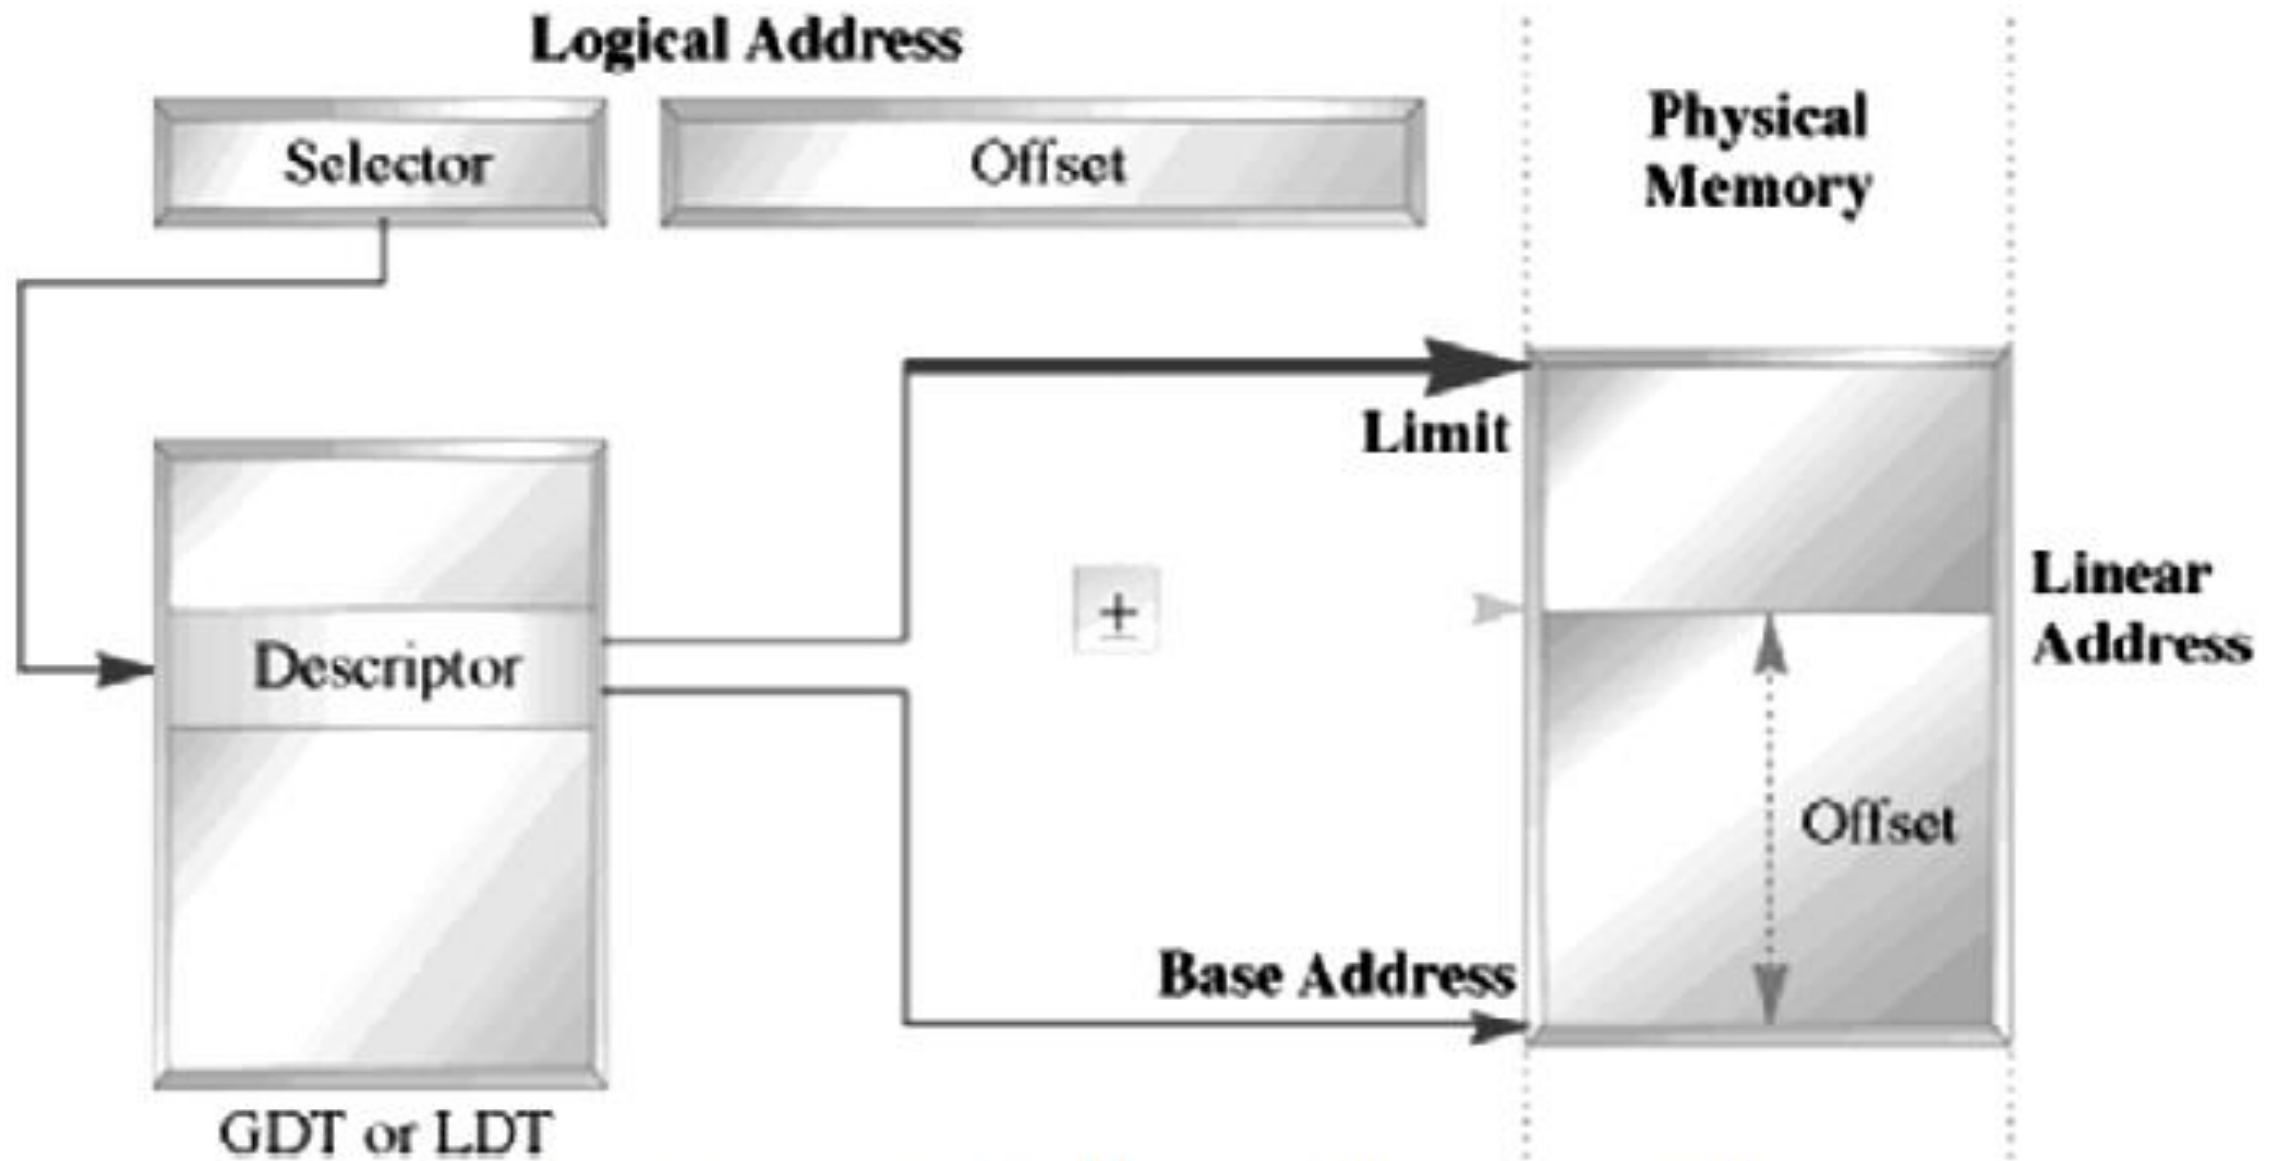 Logical Address
Selector
Offset
Physical
Memory
Limit
Linear
Address
+
Descriptor
Offset
Base Address
GDT or LDT